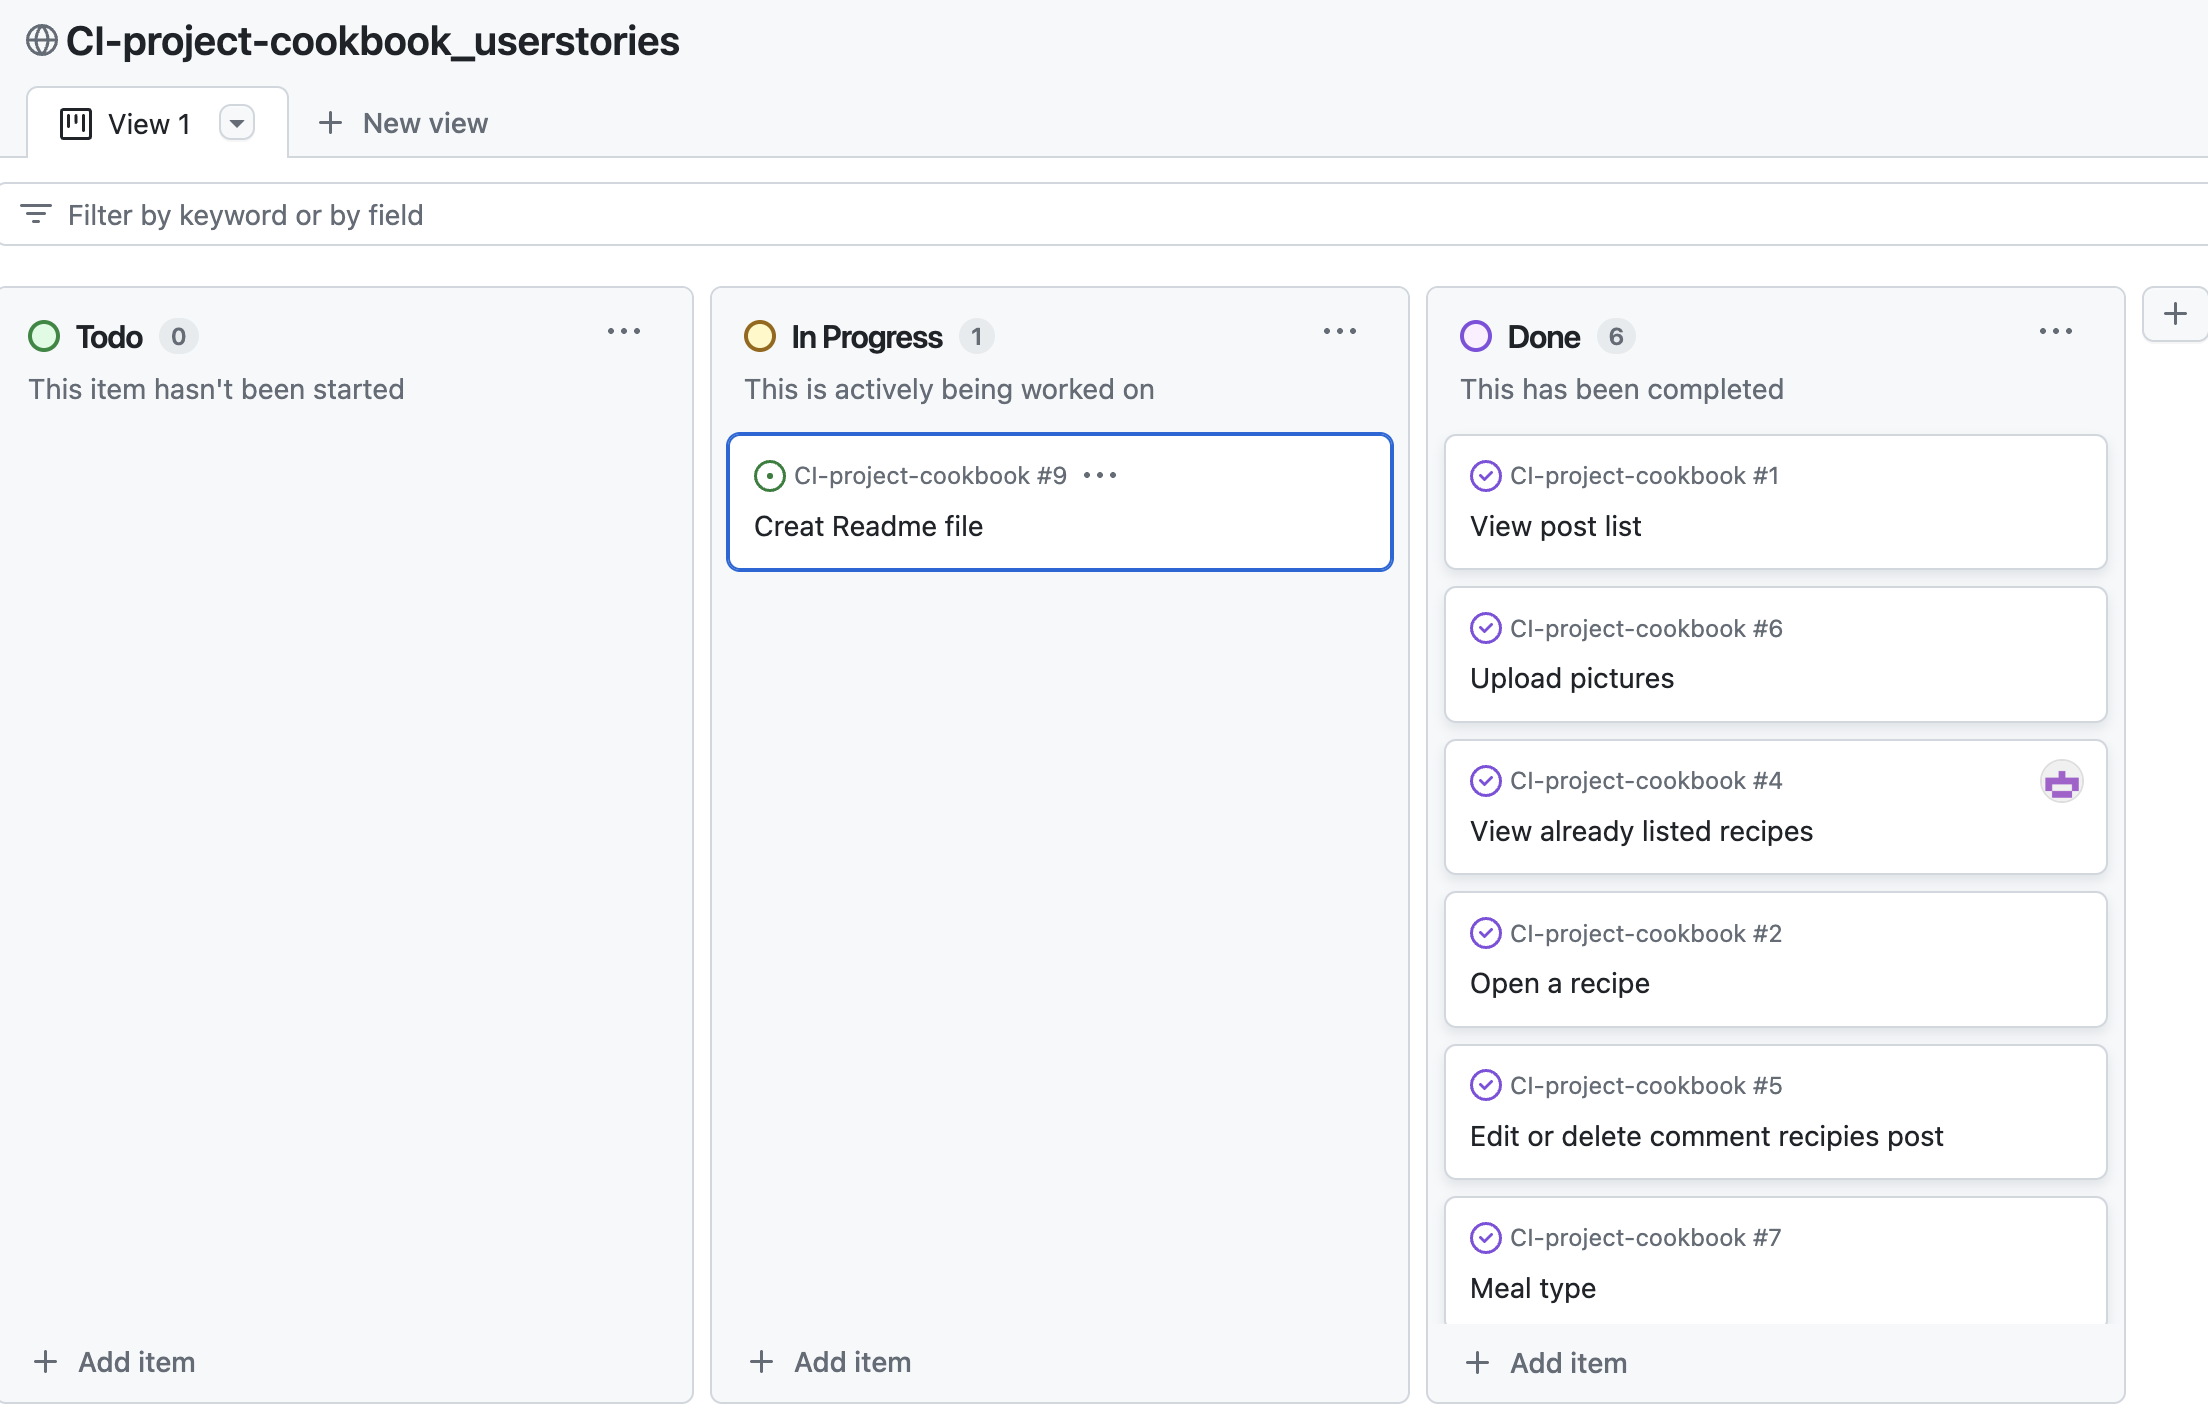 CI-project-cookbook_userstories
View 1
New view
Filter by keyword or by field
Todo 0
This item hasn't been started
Add item
In Progress 1
This is actively being worked on
CI-project-cookbook #9
Creat Readme file
Add item
Done 6
This has been completed
CI-project-cookbook #1
View post list
CI-project-cookbook #6
Upload pictures
CI-project-cookbook #4
View already listed recipes
CI-project-cookbook #2
Open a recipe
CI-project-cookbook #5
Edit or delete comment recipies post
CI-project-cookbook #7
Meal type
Add item